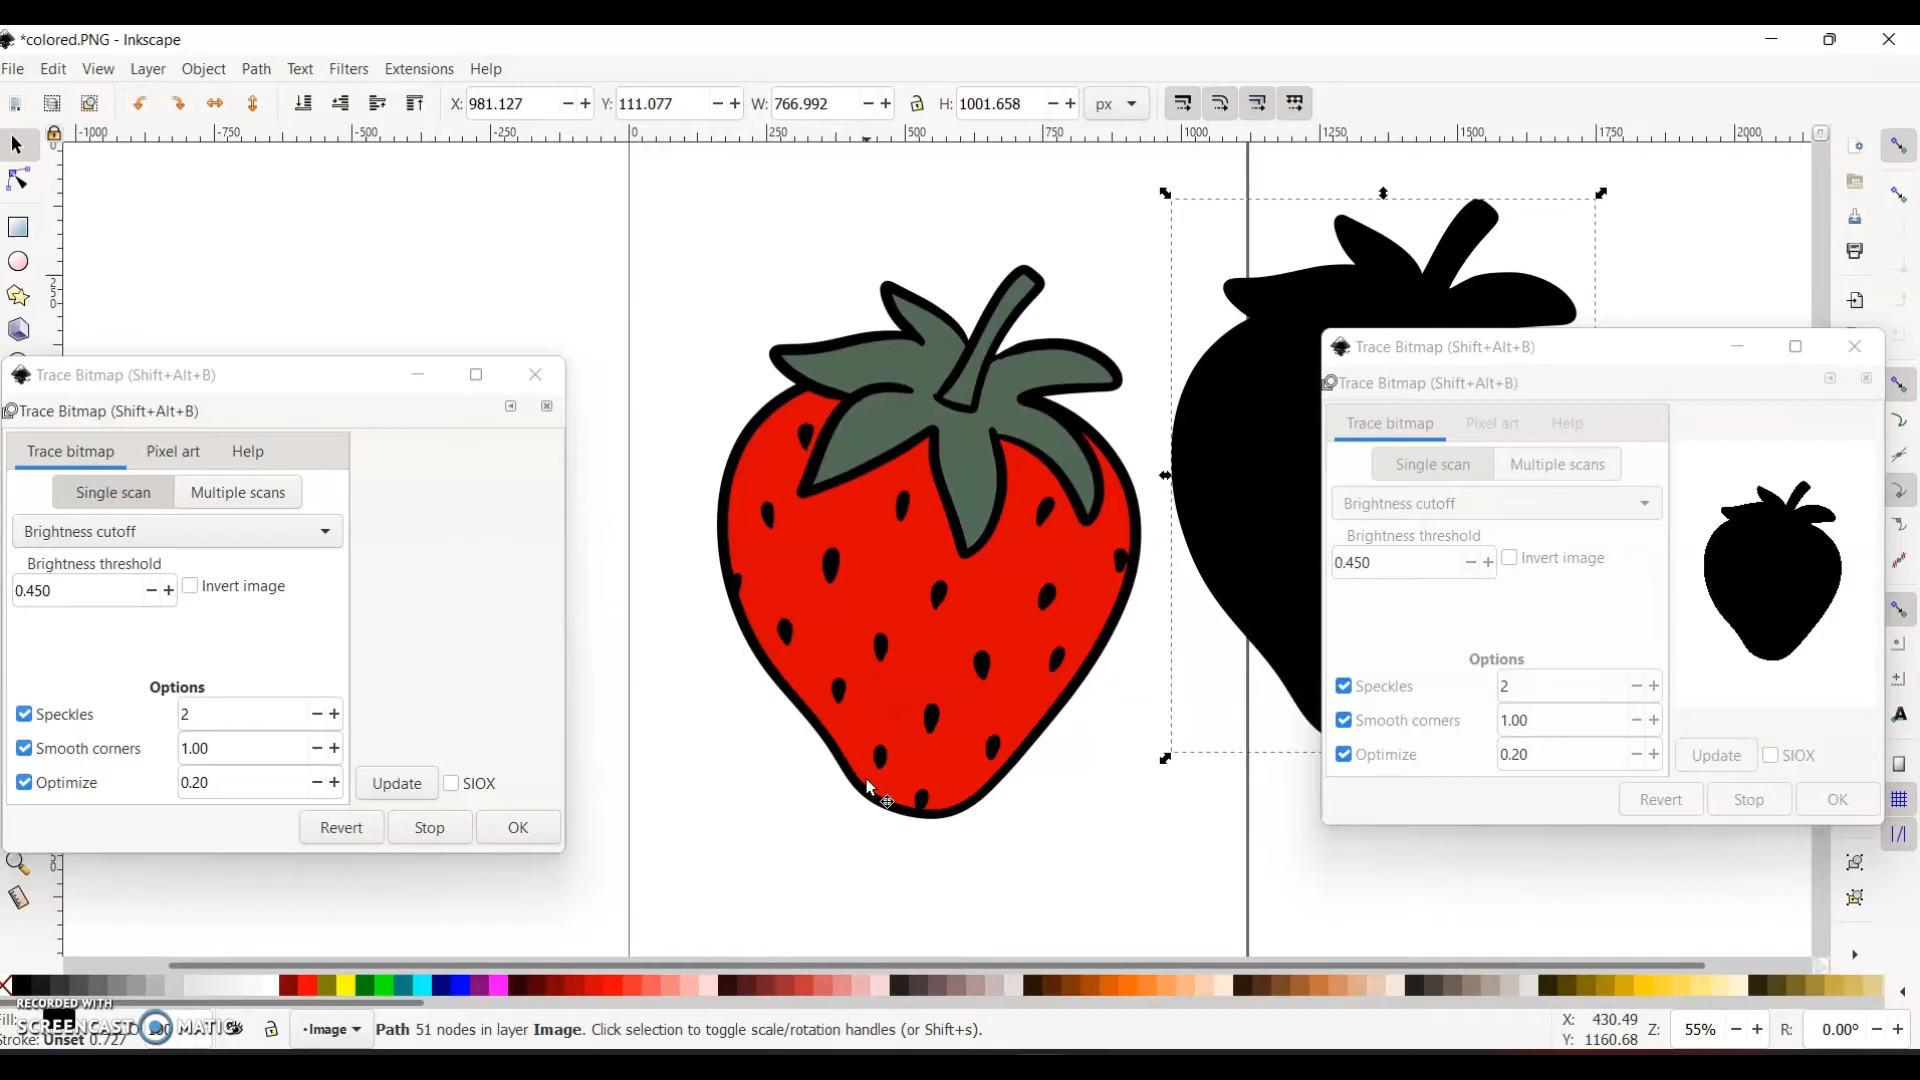 *colored.PNG - Inkscape
File Edit View Layer Object Path Text Filters Extensions Help
X: 981.127 Y: 111.077 W: 766.992 H: 1001.658 px
-1000 -750 -500 -250 0 250 500 750 1000 1250 1500 1750 2000
Trace Bitmap (Shift+Alt+B)
Trace Bitmap (Shift+Alt+B)
Trace bitmap Pixel art Help
Single scan Multiple scans
Brightness cutoff
Brightness threshold
0.450 Invert image
Options
Speckles 2
Smooth corners 1.00
Optimize 0.20
Update SIOX
Revert Stop OK
Trace Bitmap (Shift+Alt+B)
Trace Bitmap (Shift+Alt+B)
Trace bitmap Pixel art Help
Single scan Multiple scans
Brightness cutoff
Brightness threshold
0.450 Invert image
Options
Speckles 2
Smooth corners 1.00
Optimize 0.20
Update SIOX
Revert Stop OK
RECORDED WITH
SCREENCAST MATIC
Stroke: Unset 0.727
•Image
Path 51 nodes in layer Image. Click selection to toggle scale/rotation handles (or Shift+s).
X: 430.49
Y: 1160.68
Z: 55% R: 0.00°